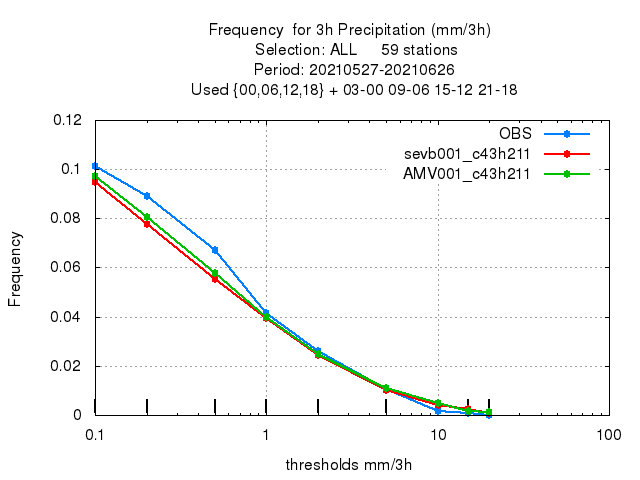 Frequency  for 3h Precipitation (mm/3h)
Selection: ALL     59 stations
Period: 20210527-20210626
Used {00,06,12,18} + 03-00 09-06 15-12 21-18
OBS
sevb001_c43h211
AMV001_c43h211
Frequency
0.12
0.1
0.08
0.06
0.04
0.02
0
0.1 1 10 100
thresholds mm/3h